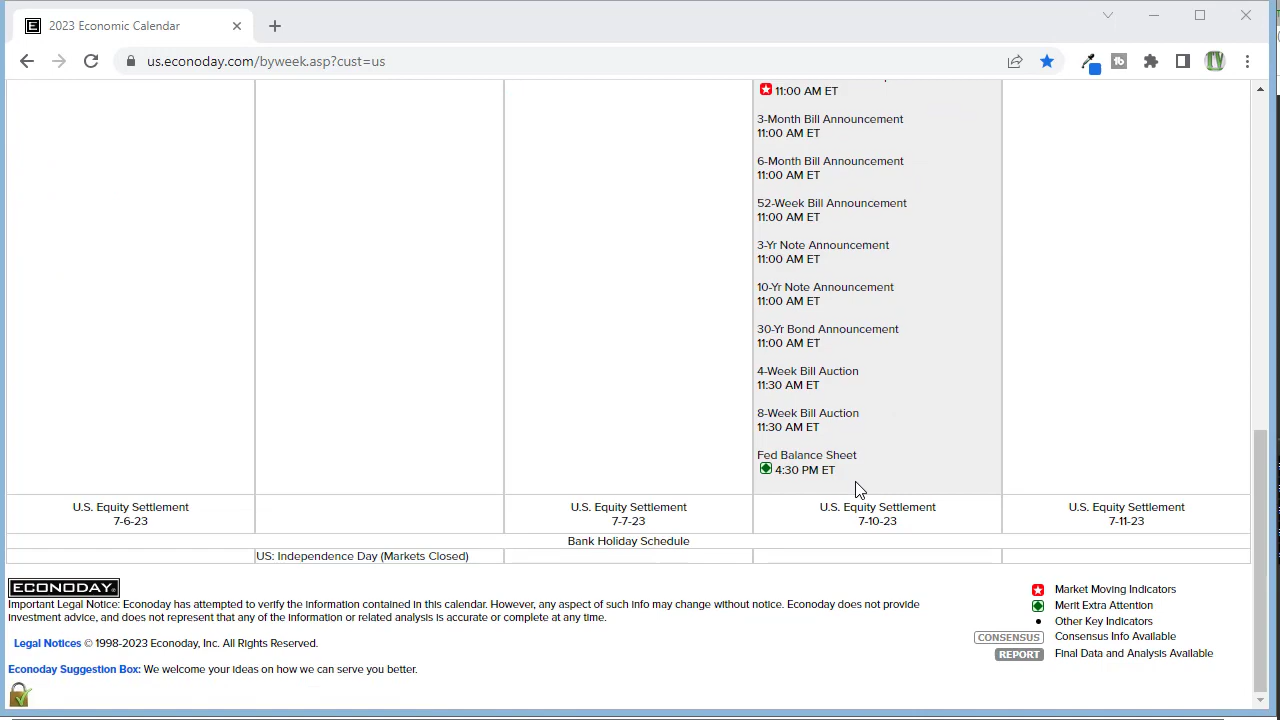 2023 Economic Calendar
us.econoday.com/byweek.asp?cust=us
11:00 AM ET
3-Month Bill Announcement
11:00 AM ET
6-Month Bill Announcement
11:00 AM ET
52-Week Bill Announcement
11:00 AM ET
3-Yr Note Announcement
11:00 AM ET
10-Yr Note Announcement
11:00 AM ET
30-Yr Bond Announcement
11:00 AM ET
4-Week Bill Auction
11:30 AM ET
8-Week Bill Auction
11:30 AM ET
Fed Balance Sheet
4:30 PM ET
U.S. Equity Settlement
7-6-23
U.S. Equity Settlement
7-7-23
U.S. Equity Settlement
7-10-23
U.S. Equity Settlement
7-11-23
Bank Holiday Schedule
US: Independence Day (Markets Closed)
ECONODAY
Important Legal Notice: Econoday has attempted to verify the information contained in this calendar. However, any aspect of such info may change without notice. Econoday does not provide
investment advice, and does not represent that any of the information or related analysis is accurate or complete at any time.
Legal Notices © 1998-2023 Econoday, Inc. All Rights Reserved.
Econoday Suggestion Box: We welcome your ideas on how we can serve you better.
Market Moving Indicators
Merit Extra Attention
Other Key Indicators
CONSENSUS Consensus Info Available
REPORT Final Data and Analysis Available